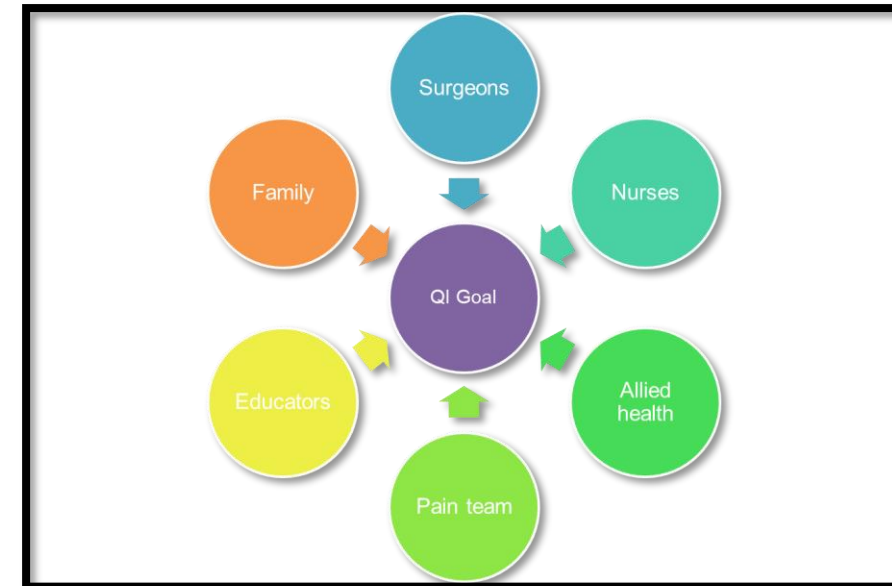 Surgeons
Family
Nurses
QI Goal
Educators
Allied
health
Pain team